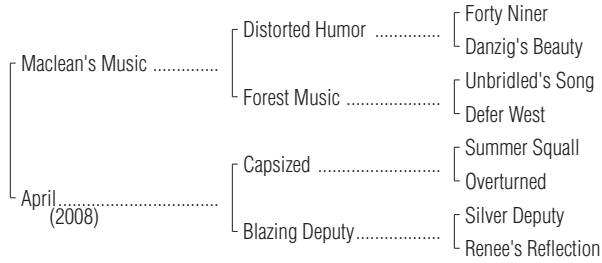 Forty Niner
Distorted Humor ..............
Danzig's Beauty
Maclean's Music ..............
Unbridled's Song
Forest Music ....................
Defer West
Summer Squall
Capsized ..........................
Overturned
April..................................
(2008)
Silver Deputy
Blazing Deputy..................
Renee's Reflection